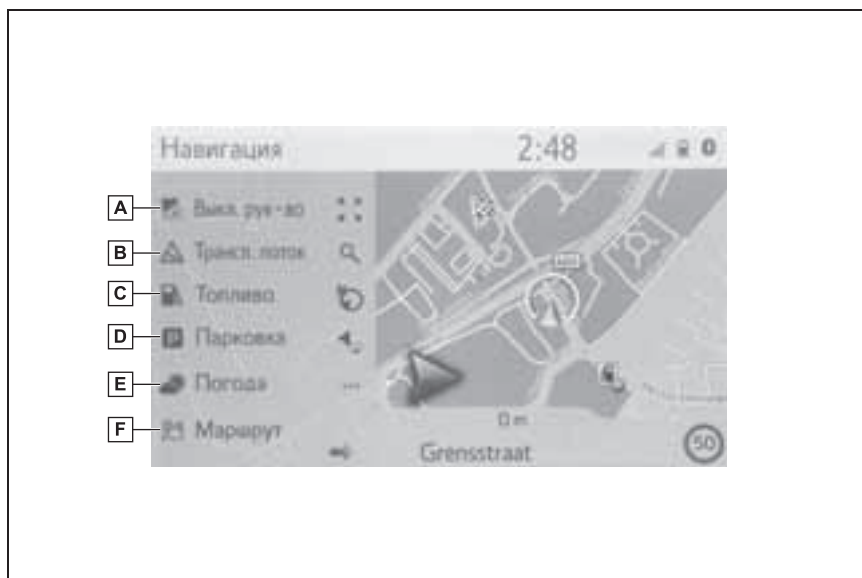 Навигация 2:48
A Выкл. рук-во
B Трансп. поток
C Топливо
D Парковка
E Погода
F Маршрут
0 m
Grensstraat
50